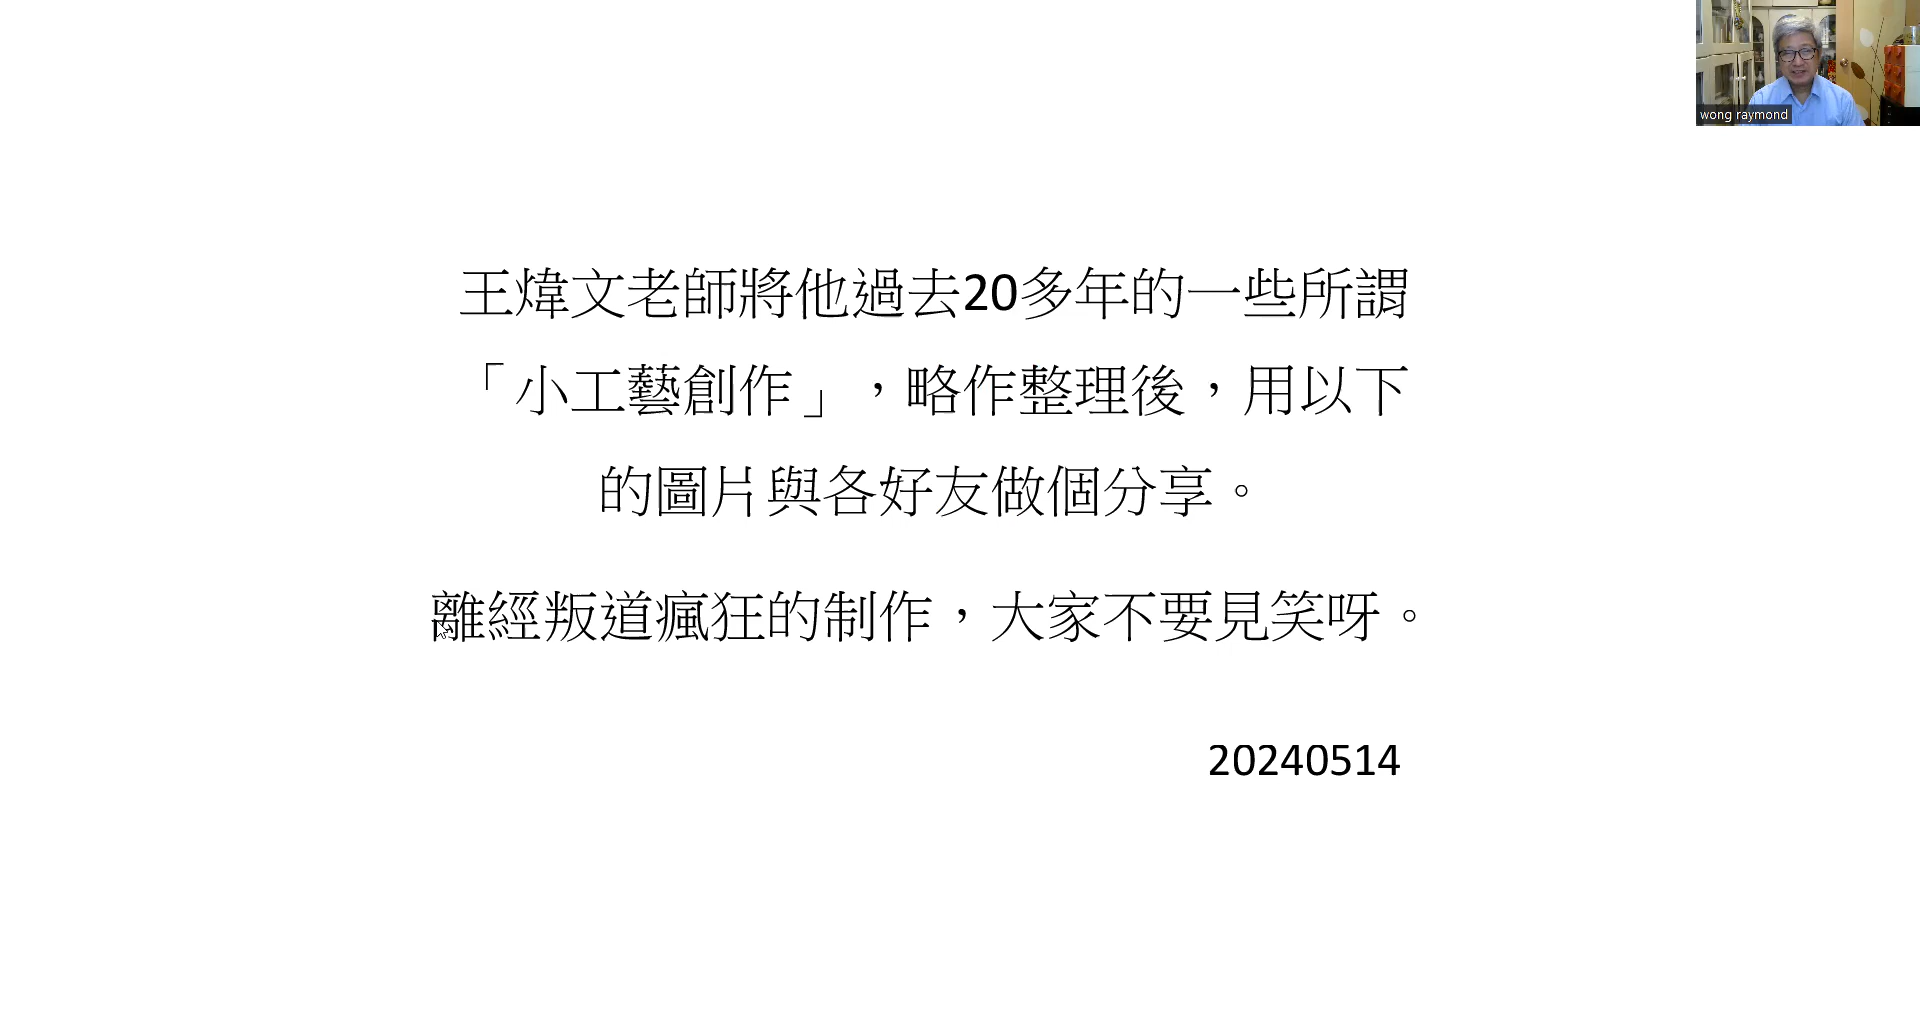 wong raymond
王煒文老師將他過去20多年的一些所謂
「小工藝創作」，略作整理後，用以下
的圖片與各好友做個分享。
離經叛道瘋狂的制作，大家不要見笑呀。
20240514